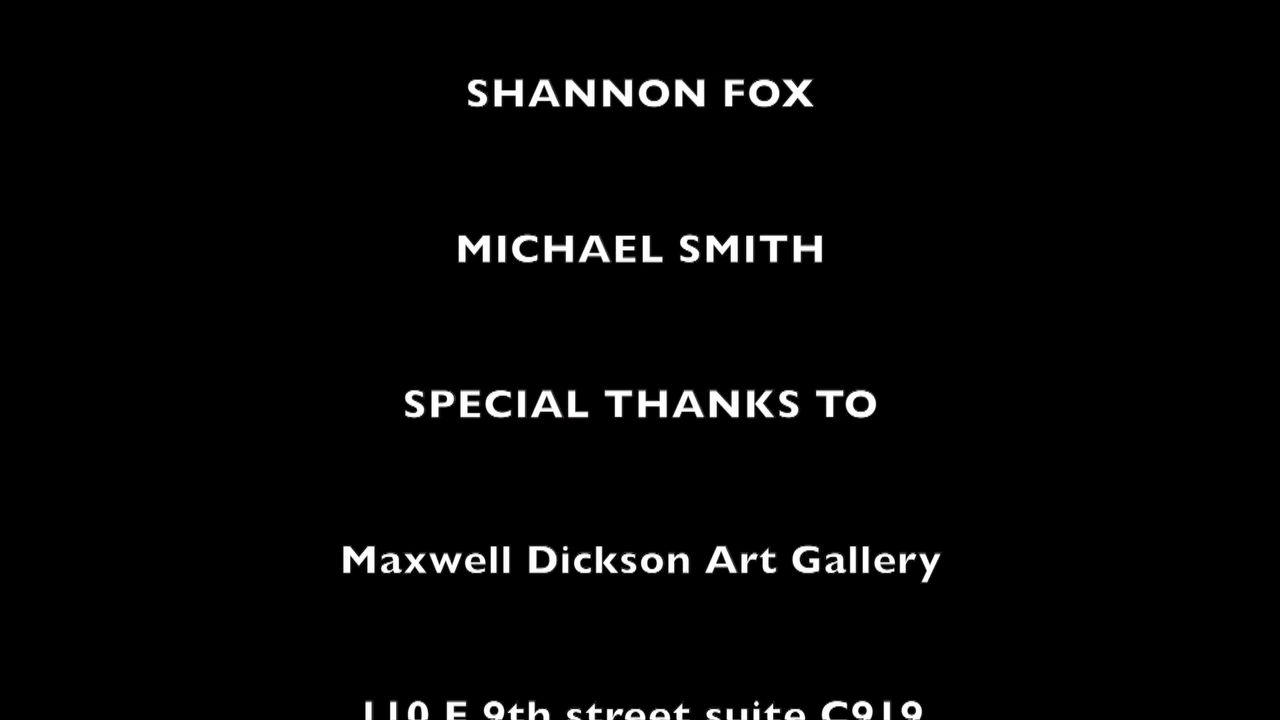 SHANNON FOX
MICHAEL SMITH
SPECIAL THANKS TO
Maxwell Dickson Art Gallery
110 E 9th street suite C919